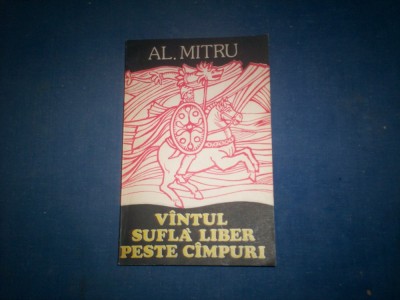 AL. MITRU
VÎNTUL
SUFLĂ LIBER
PESTE CÎMPURI